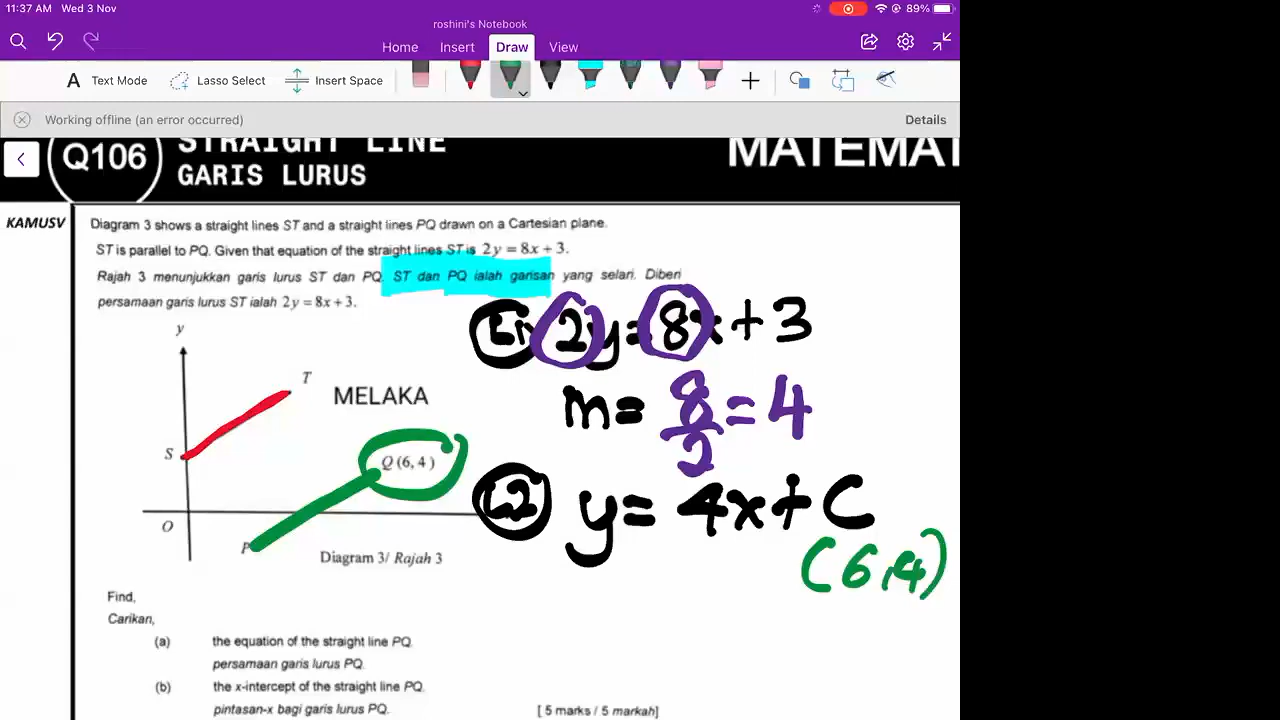 11:37 AM Wed 3 Nov 89%
roshini's Notebook
Home Insert Draw View
A Text Mode Lasso Select Insert Space
Working offline (an error occurred) Details
Q106 STRAIGHT LINE MATEMAT
GARIS LURUS
KAMUSV
Diagram 3 shows a straight lines ST and a straight lines PQ drawn on a Cartesian plane.
ST is parallel to PQ. Given that equation of the straight lines ST is 2y = 8x + 3.
Rajah 3 menunjukkan garis lurus ST dan PQ. ST dan PQ ialah garisan yang selari. Diberi
persamaan garis lurus ST ialah 2y = 8x + 3.
L1 2y = 8x + 3
y
T
MELAKA
m = 8/2 = 4
S
Q (6, 4)
L2 y = 4x + C
O
P
(6,4)
Diagram 3/ Rajah 3
Find,
Carikan,
(a) the equation of the straight line PQ.
persamaan garis lurus PQ.
(b) the x-intercept of the straight line PQ.
pintasan-x bagi garis lurus PQ.
[ 5 marks / 5 markah]